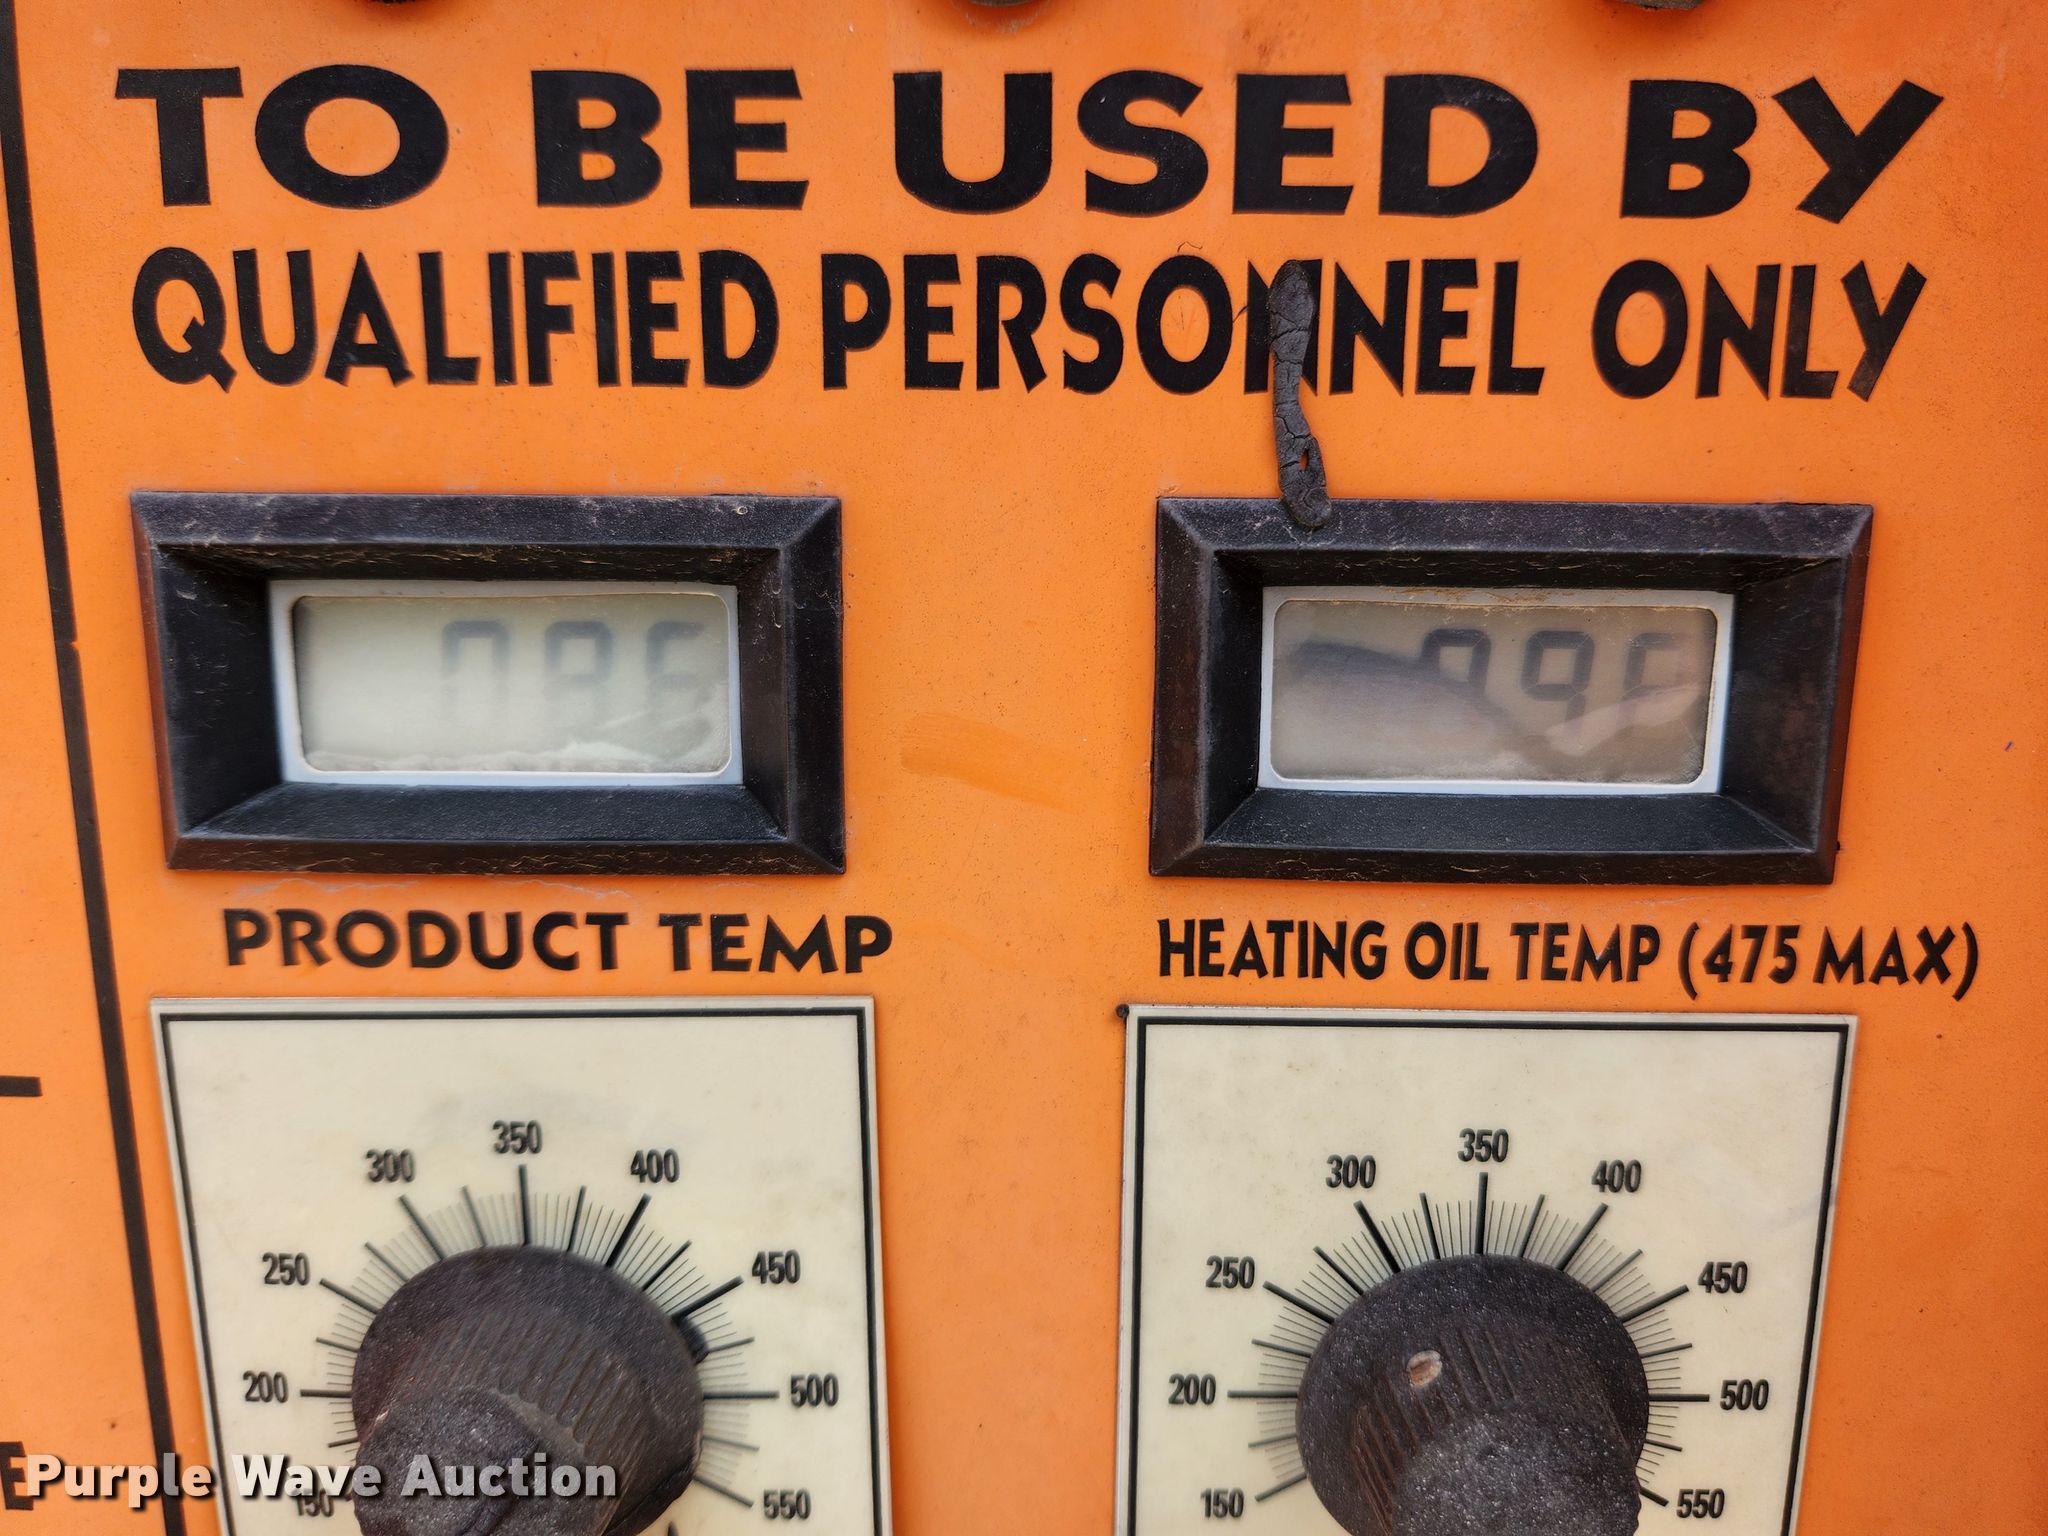 TO BE USED BY
QUALIFIED PERSONNEL ONLY
PRODUCT TEMP
HEATING OIL TEMP (475 MAX)
150 200 250 300 350 400 450 500 550
150 200 250 300 350 400 450 500 550
E
Purple Wave Auction